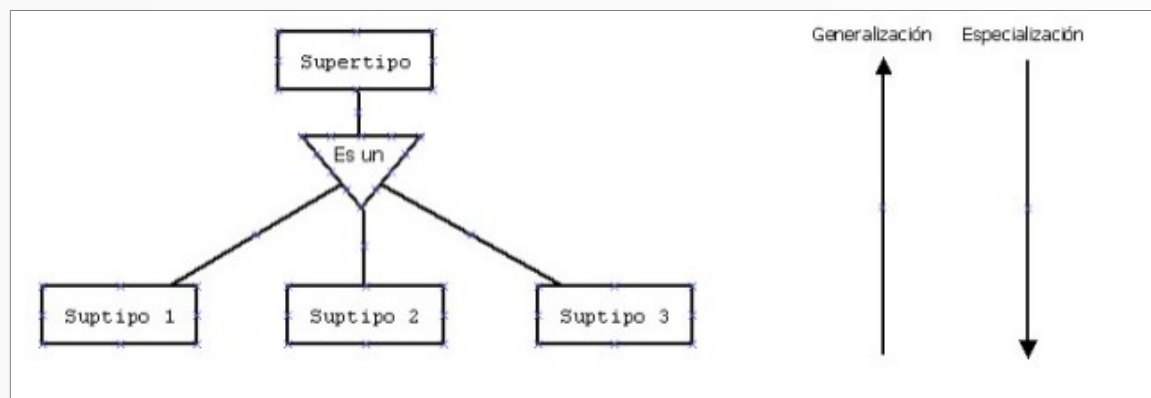 Generalización Especialización
Supertipo
Es un
Suptipo 1 Suptipo 2 Suptipo 3